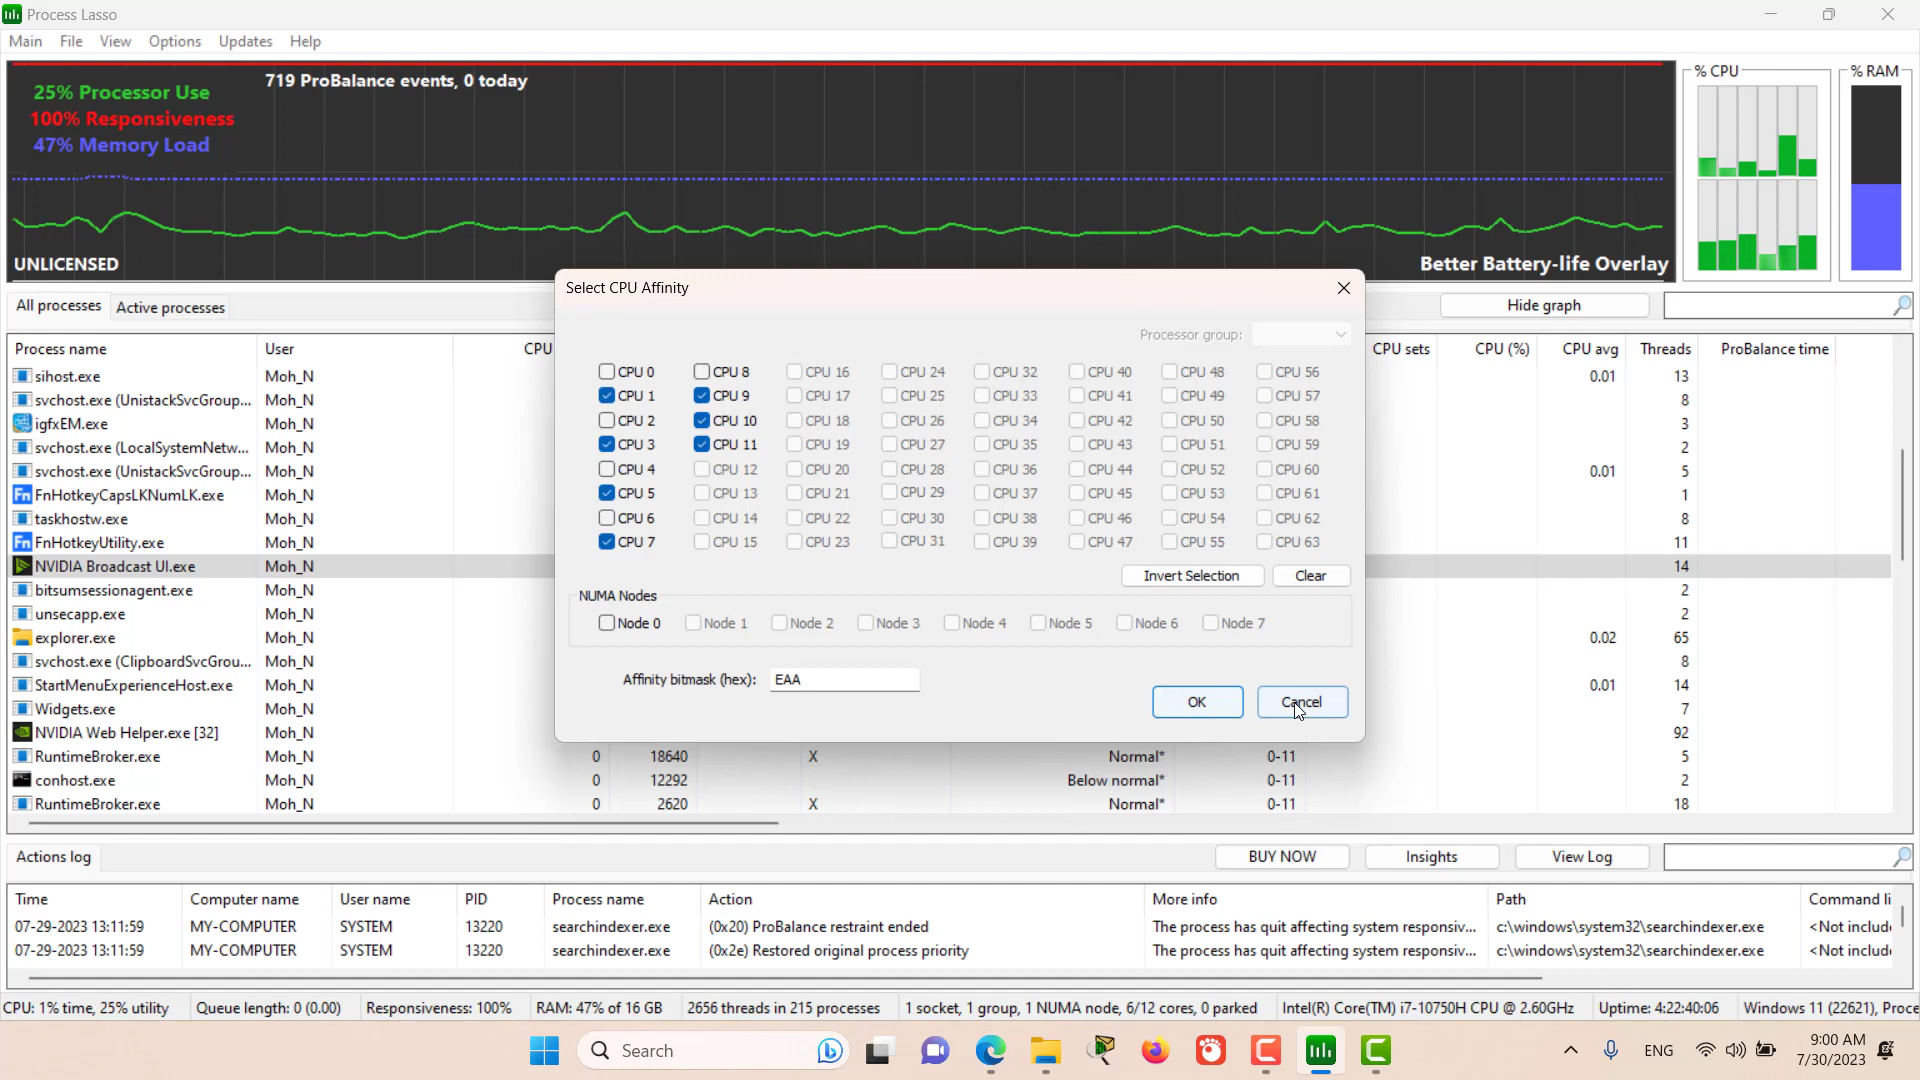 Process Lasso
Main File View Options Updates Help
25% Processor Use
100% Responsiveness
47% Memory Load
719 ProBalance events, 0 today
UNLICENSED
Better Battery-life Overlay
% CPU
% RAM
All processes Active processes
Hide graph
Process name User CPU CPU sets CPU (%) CPU avg Threads ProBalance time
sihost.exe Moh_N 0.01 13
svchost.exe (UnistackSvcGroup... Moh_N 8
igfxEM.exe Moh_N 3
svchost.exe (LocalSystemNetw... Moh_N 2
svchost.exe (UnistackSvcGroup... Moh_N 0.01 5
FnHotkeyCapsLKNumLK.exe Moh_N 1
taskhostw.exe Moh_N 8
FnHotkeyUtility.exe Moh_N 11
NVIDIA Broadcast UI.exe Moh_N 14
bitsumsessionagent.exe Moh_N 2
unsecapp.exe Moh_N 2
explorer.exe Moh_N 0.02 65
svchost.exe (ClipboardSvcGrou... Moh_N 8
StartMenuExperienceHost.exe Moh_N 0.01 14
Widgets.exe Moh_N 7
NVIDIA Web Helper.exe [32] Moh_N 92
RuntimeBroker.exe Moh_N 0 18640 X Normal* 0-11 5
conhost.exe Moh_N 0 12292 Below normal* 0-11 2
RuntimeBroker.exe Moh_N 0 2620 X Normal* 0-11 18
Select CPU Affinity
Processor group:
CPU 0 CPU 8 CPU 16 CPU 24 CPU 32 CPU 40 CPU 48 CPU 56
CPU 1 CPU 9 CPU 17 CPU 25 CPU 33 CPU 41 CPU 49 CPU 57
CPU 2 CPU 10 CPU 18 CPU 26 CPU 34 CPU 42 CPU 50 CPU 58
CPU 3 CPU 11 CPU 19 CPU 27 CPU 35 CPU 43 CPU 51 CPU 59
CPU 4 CPU 12 CPU 20 CPU 28 CPU 36 CPU 44 CPU 52 CPU 60
CPU 5 CPU 13 CPU 21 CPU 29 CPU 37 CPU 45 CPU 53 CPU 61
CPU 6 CPU 14 CPU 22 CPU 30 CPU 38 CPU 46 CPU 54 CPU 62
CPU 7 CPU 15 CPU 23 CPU 31 CPU 39 CPU 47 CPU 55 CPU 63
Invert Selection Clear
NUMA Nodes
Node 0 Node 1 Node 2 Node 3 Node 4 Node 5 Node 6 Node 7
Affinity bitmask (hex): EAA
OK Cancel
Actions log BUY NOW Insights View Log
Time Computer name User name PID Process name Action More info Path Command li
07-29-2023 13:11:59 MY-COMPUTER SYSTEM 13220 searchindexer.exe (0x20) ProBalance restraint ended The process has quit affecting system responsiv... c:\windows\system32\searchindexer.exe <Not include
07-29-2023 13:11:59 MY-COMPUTER SYSTEM 13220 searchindexer.exe (0x2e) Restored original process priority The process has quit affecting system responsiv... c:\windows\system32\searchindexer.exe <Not include
CPU: 1% time, 25% utility Queue length: 0 (0.00) Responsiveness: 100% RAM: 47% of 16 GB 2656 threads in 215 processes 1 socket, 1 group, 1 NUMA node, 6/12 cores, 0 parked Intel(R) Core(TM) i7-10750H CPU @ 2.60GHz Uptime: 4:22:40:06 Windows 11 (22621), Proce
Search
ENG
9:00 AM
7/30/2023